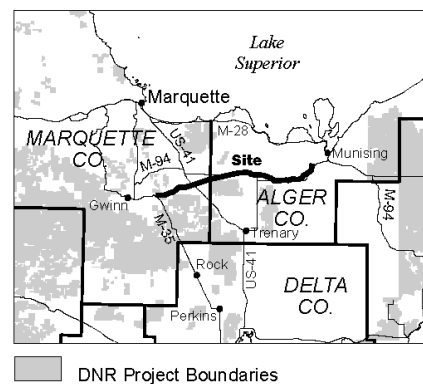 Lake
Superior
Marquette
MARQUETTE
CO.
US-41
M-28
M-94
Site
Munising
Gwinn
ALGER
CO.
M-94
M-35
Trenary
Rock
US-41
DELTA
CO.
Perkins
DNR Project Boundaries